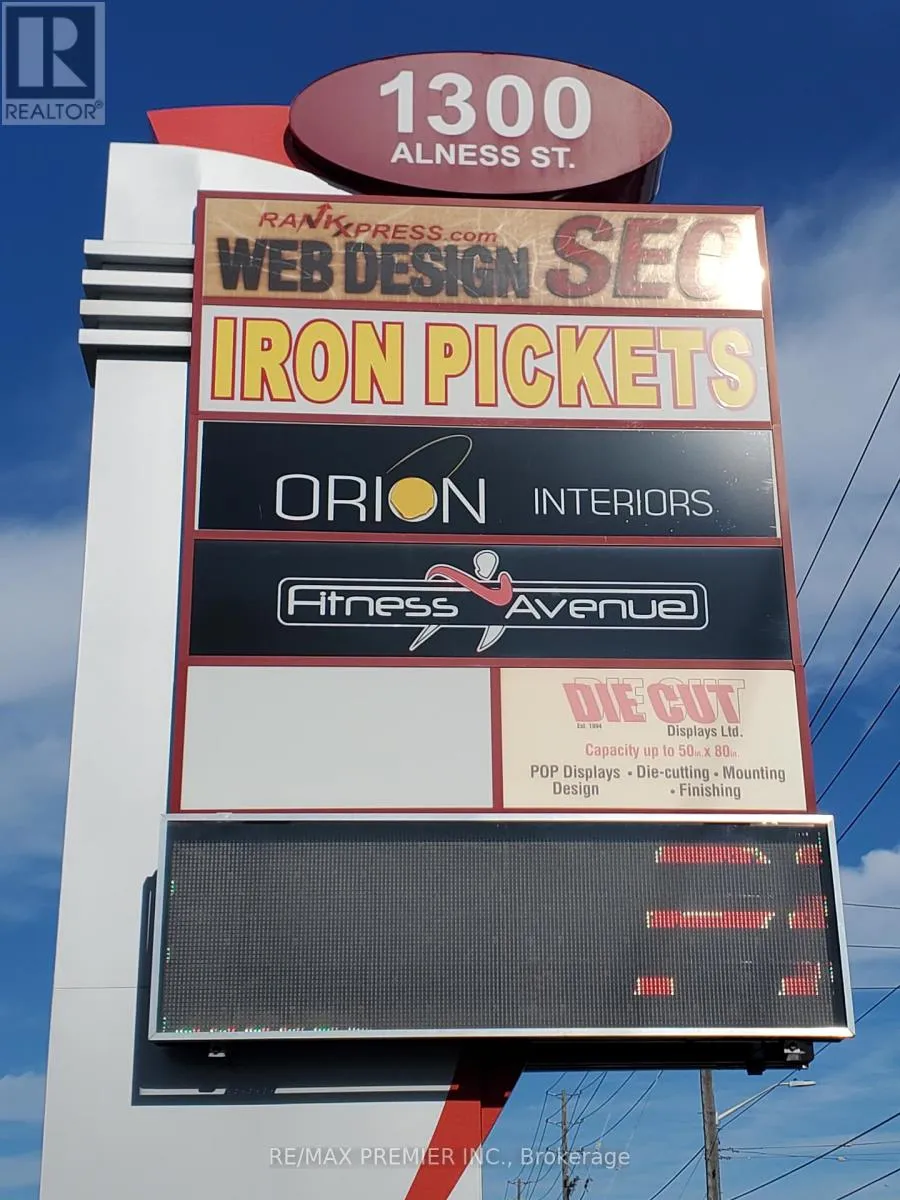 REALTOR®
1300
ALNESS ST.
RANKXPRESS.com
WEB DESIGN SEO
IRON PICKETS
ORION INTERIORS
Fitness Avenue
DIE CUT
Est. 1994
Displays Ltd.
Capacity up to 50in. x 80in.
POP Displays • Die-cutting • Mounting
Design • Finishing
RE/MAX PREMIER INC., Brokerage